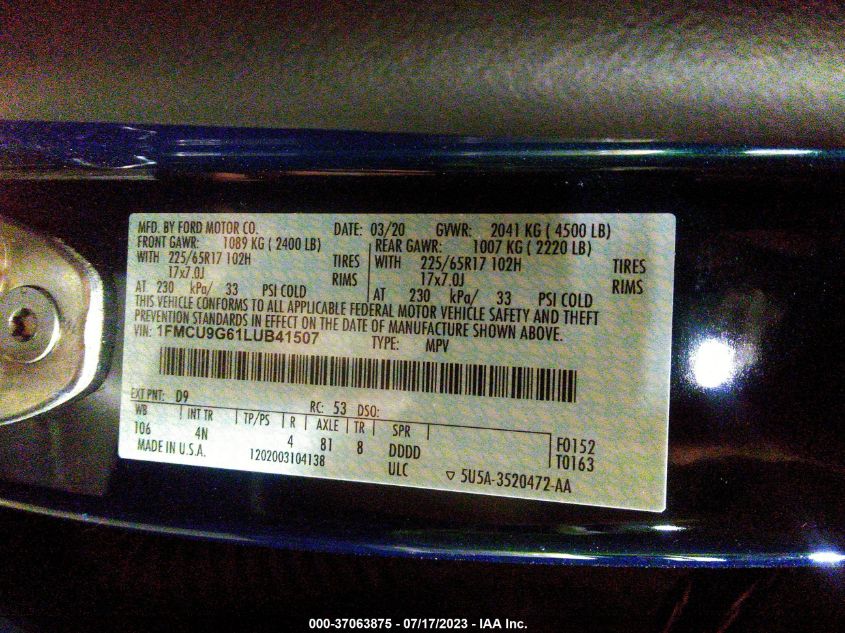 MFD. BY FORD MOTOR CO. DATE: 03/20 GVWR: 2041 KG ( 4500 LB)
FRONT GAWR: 1089 KG ( 2400 LB) REAR GAWR: 1007 KG ( 2220 LB)
WITH 225/65R17 102H TIRES WITH 225/65R17 102H TIRES
17x7.0J RIMS 17x7.0J RIMS
AT 230 kPa/ 33 PSI COLD AT 230 kPa/ 33 PSI COLD
THIS VEHICLE CONFORMS TO ALL APPLICABLE FEDERAL MOTOR VEHICLE SAFETY AND THEFT
PREVENTION STANDARDS IN EFFECT ON THE DATE OF MANUFACTURE SHOWN ABOVE.
VIN: 1FMCU9G61LUB41507 TYPE: MPV
EXT PNT: D9 RC: 53 DSO:
WB INT TR TP/PS R AXLE TR SPR
106 4N 4 81 8 DDDD F0152
MADE IN U.S.A. 1202003104138 ULC T0163
▽ 5U5A-3520472-AA
000-37063875 - 07/17/2023 - IAA Inc.